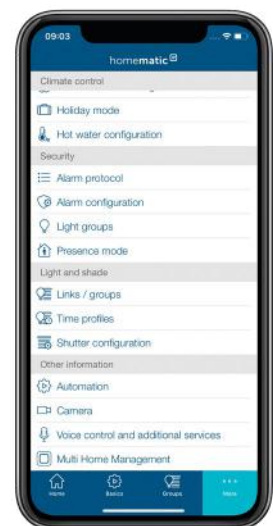 09:03
homematic IP
Climate control
Holiday mode
Hot water configuration
Security
Alarm protocol
Alarm configuration
Light groups
Presence mode
Light and shade
Links / groups
Time profiles
Shutter configuration
Other information
Automation
Camera
Voice control and additional services
Multi Home Management
Home
Basics
Groups
More